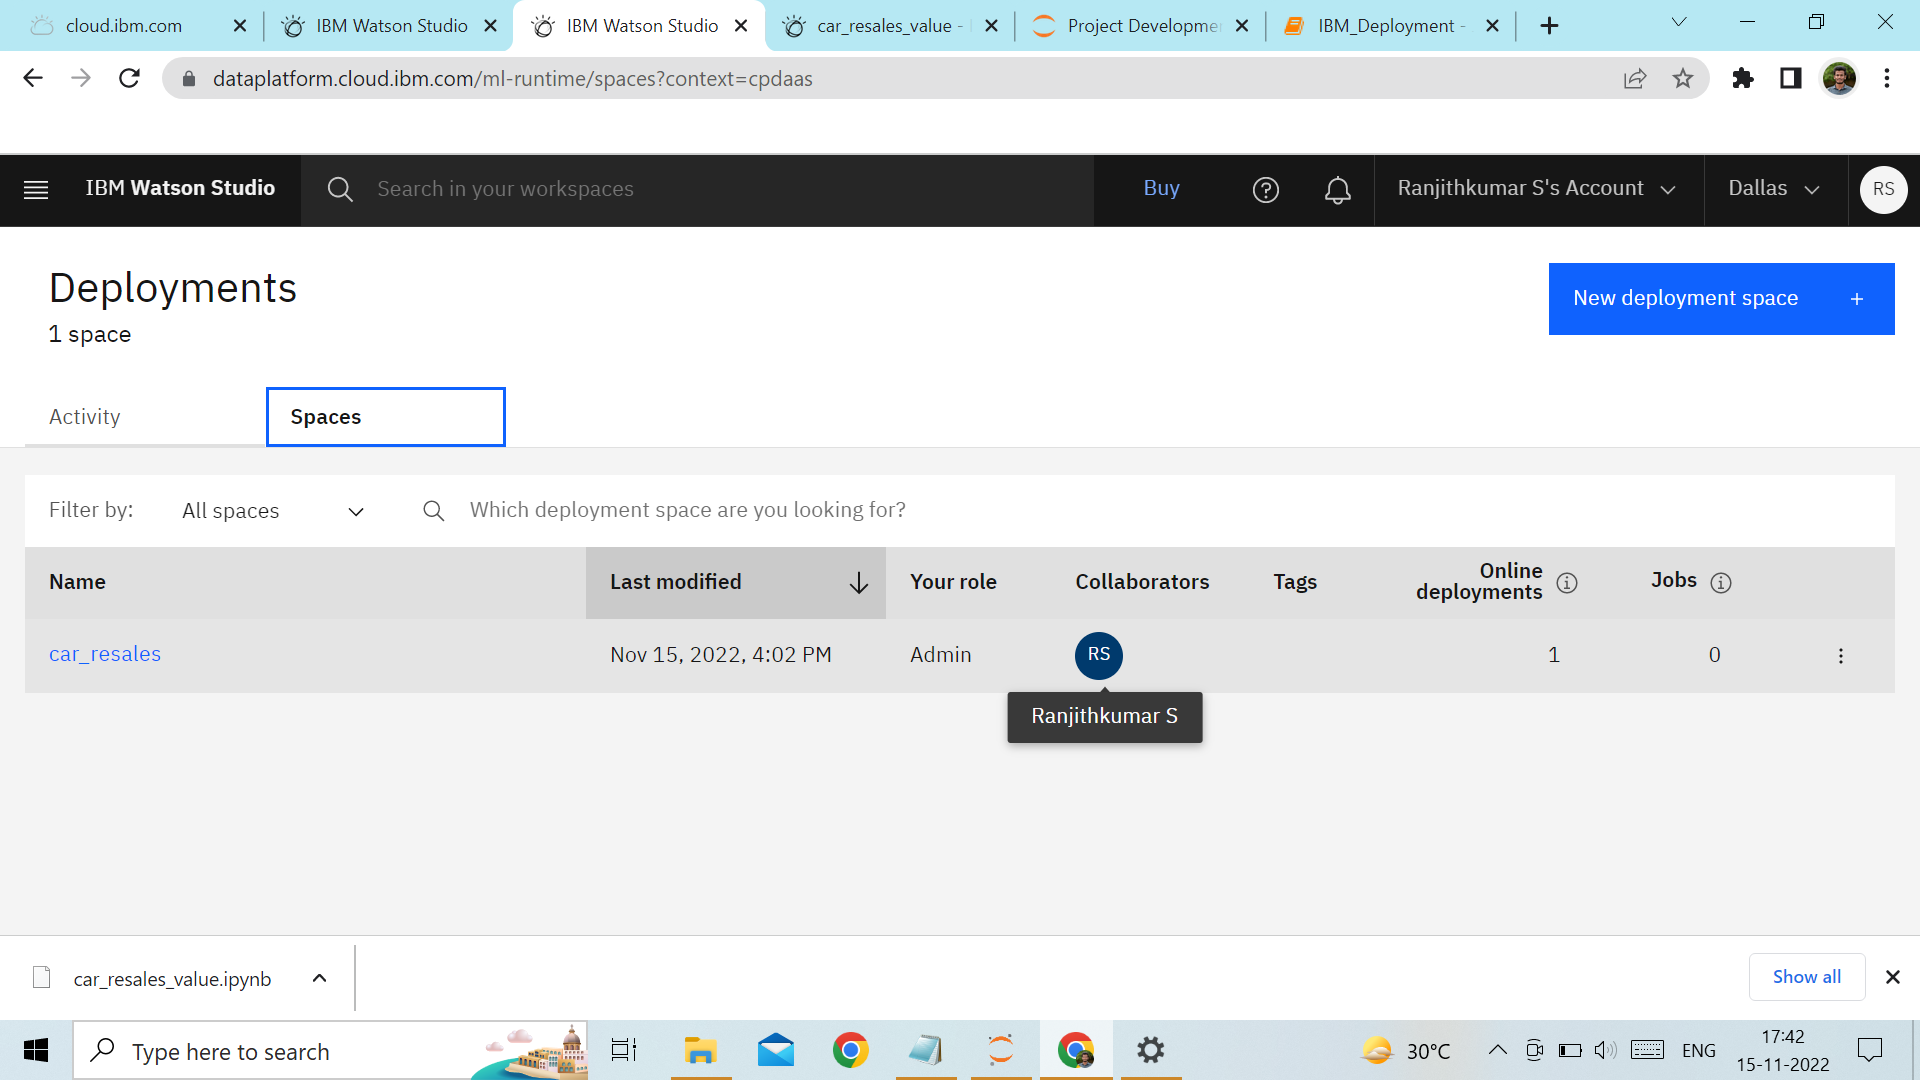 cloud.ibm.com
IBM Watson Studio
IBM Watson Studio
car_resales_value -
Project Developmer
IBM_Deployment -
dataplatform.cloud.ibm.com/ml-runtime/spaces?context=cpdaas
IBM Watson Studio
Search in your workspaces
Buy
Ranjithkumar S's Account
Dallas
RS
Deployments
1 space
New deployment space +
Activity
Spaces
Filter by:
All spaces
Which deployment space are you looking for?
Name
Last modified
Your role
Collaborators
Tags
Online
deployments
Jobs
car_resales
Nov 15, 2022, 4:02 PM
Admin
RS
1
0
Ranjithkumar S
car_resales_value.ipynb
Show all
Type here to search
30°C
ENG
17:42
15-11-2022